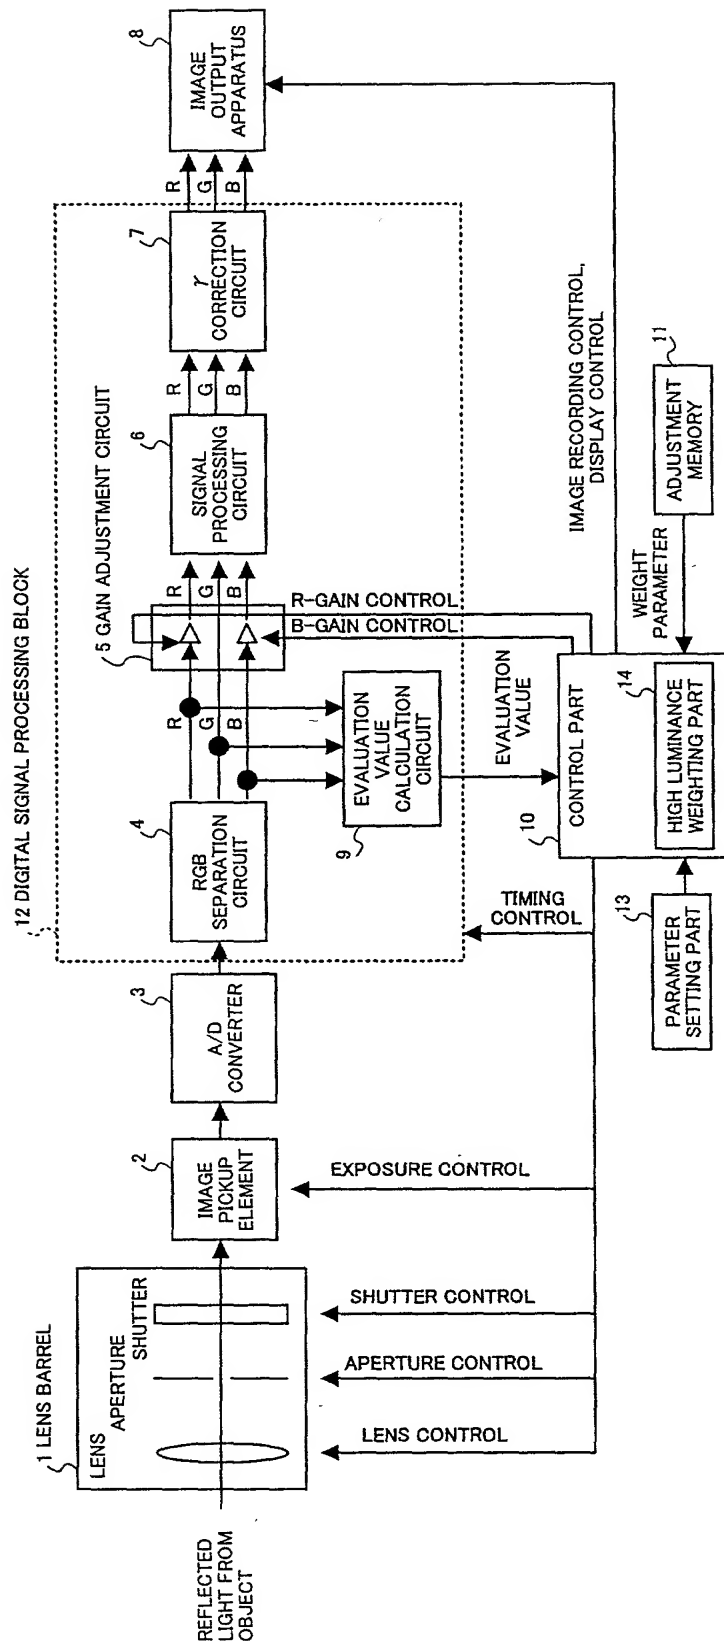 12 DIGITAL SIGNAL PROCESSING BLOCK
1 LENS BARREL
LENS
APERTURE
SHUTTER
REFLECTED
LIGHT FROM
OBJECT
2
IMAGE
PICKUP
ELEMENT
3
A/D
CONVERTER
4
RGB
SEPARATION
CIRCUIT
R
G
B
5 GAIN ADJUSTMENT CIRCUIT
R
G
B
6
SIGNAL
PROCESSING
CIRCUIT
R
G
B
7
γ
CORRECTION
CIRCUIT
R
G
B
8
IMAGE
OUTPUT
APPARATUS
9
EVALUATION
VALUE
CALCULATION
CIRCUIT
R-GAIN CONTROL
B-GAIN CONTROL
EVALUATION
VALUE
IMAGE RECORDING CONTROL,
DISPLAY CONTROL
LENS CONTROL
APERTURE CONTROL
SHUTTER CONTROL
EXPOSURE CONTROL
TIMING
CONTROL
10
CONTROL PART
14
HIGH LUMINANCE
WEIGHTING PART
WEIGHT
PARAMETER
11
ADJUSTMENT
MEMORY
13
PARAMETER
SETTING PART